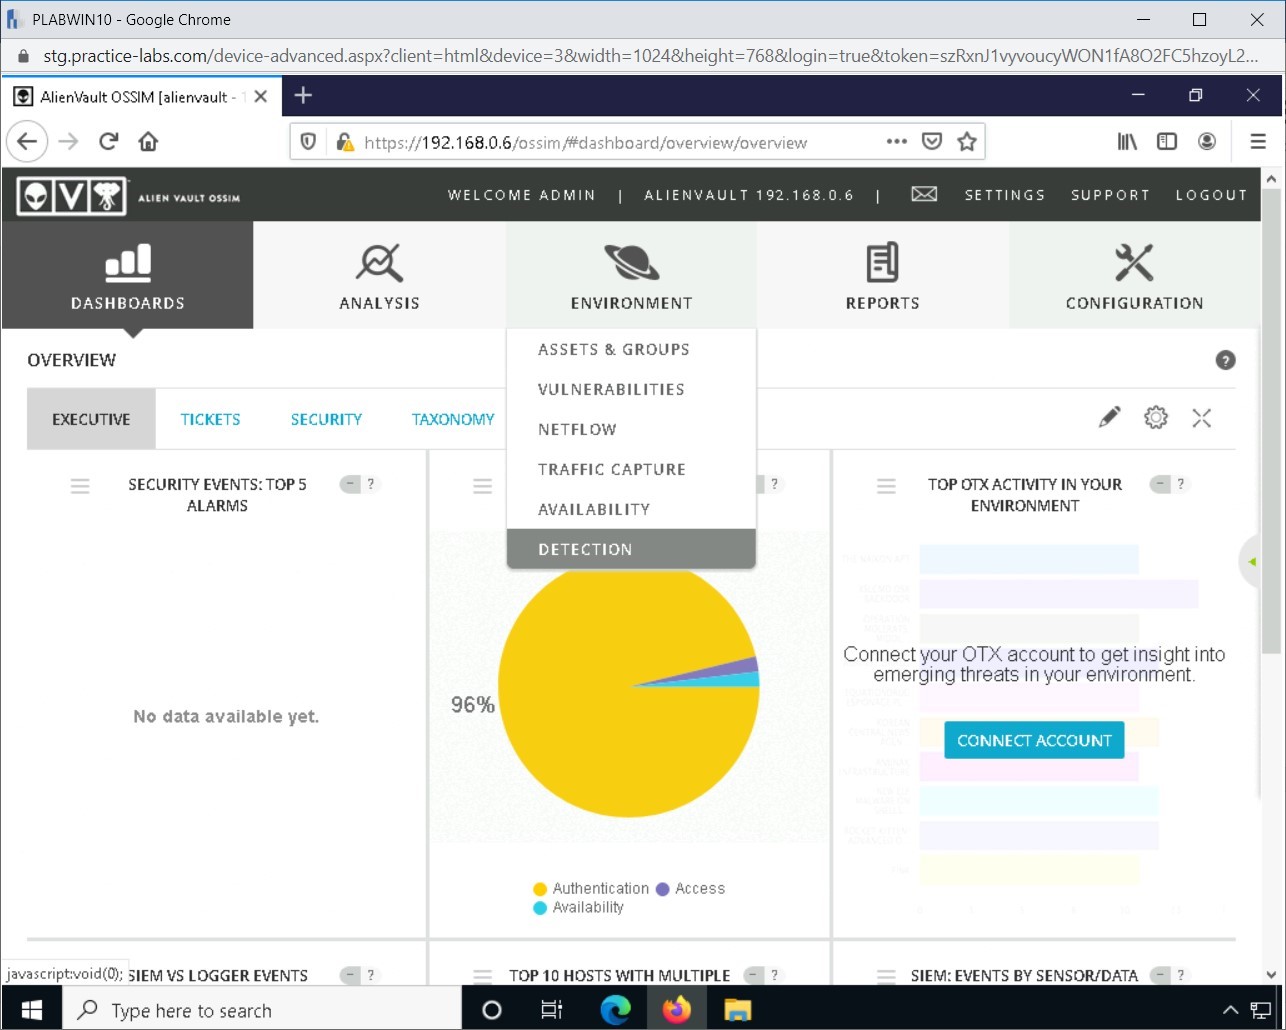 PLABWIN10 - Google Chrome
stg.practice-labs.com/device-advanced.aspx?client=html&device=3&width=1024&height=768&login=true&token=szRxnJ1vyvoucyWON1fA8O2FC5hzoyL2...
AlienVault OSSIM [alienvault - 1
https://192.168.0.6/ossim/#dashboard/overview/overview
ALIEN VAULT OSSIM
WELCOME ADMIN | ALIENVAULT 192.168.0.6 | SETTINGS SUPPORT LOGOUT
DASHBOARDS ANALYSIS ENVIRONMENT REPORTS CONFIGURATION
ASSETS & GROUPS
VULNERABILITIES
NETFLOW
TRAFFIC CAPTURE
AVAILABILITY
DETECTION
OVERVIEW ?
EXECUTIVE TICKETS SECURITY TAXONOMY
SECURITY EVENTS: TOP 5
ALARMS
- ?
No data available yet.
?
96%
Authentication Access
Availability
TOP OTX ACTIVITY IN YOUR
ENVIRONMENT
- ?
Connect your OTX account to get insight into
emerging threats in your environment.
CONNECT ACCOUNT
javascript:void(0);
SIEM VS LOGGER EVENTS - ?
TOP 10 HOSTS WITH MULTIPLE - ?
SIEM: EVENTS BY SENSOR/DATA - ?
Type here to search